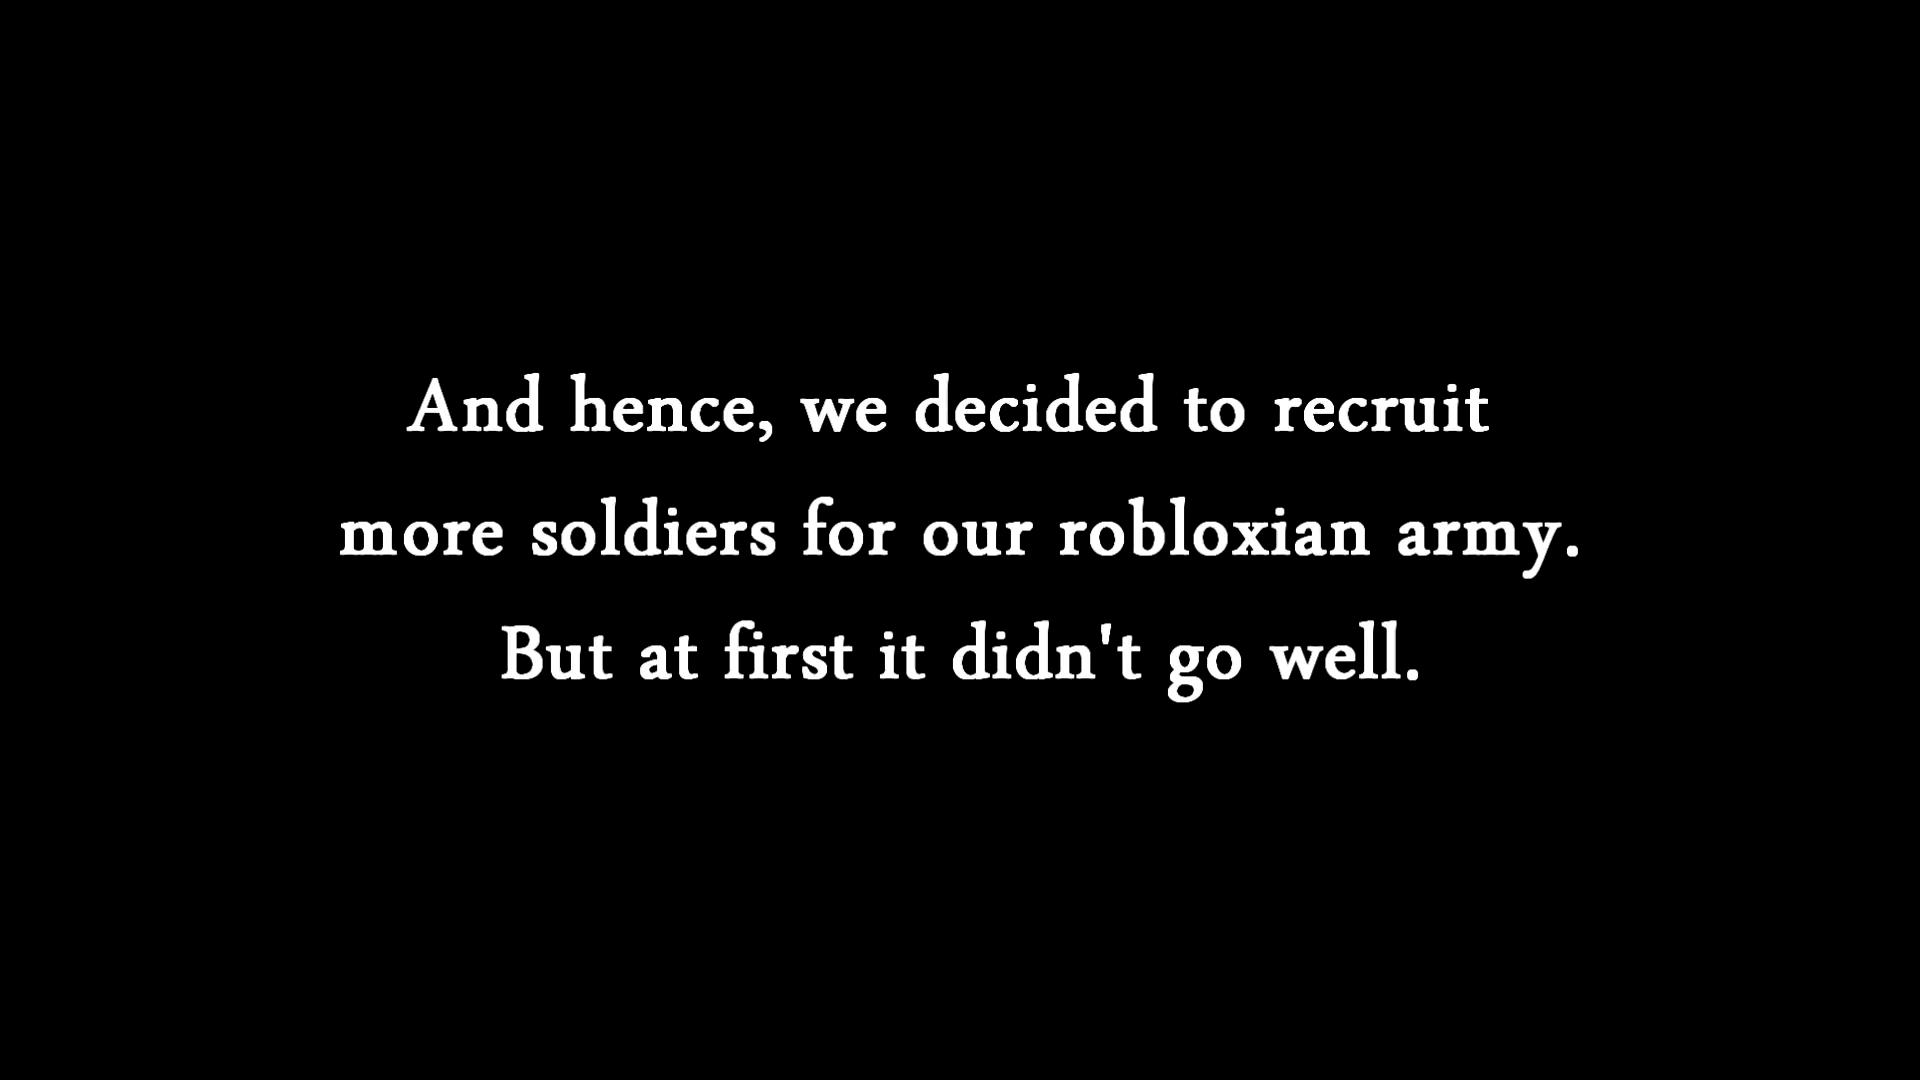 And hence, we decided to recruit
more soldiers for our robloxian army.
But at first it didn't go well.